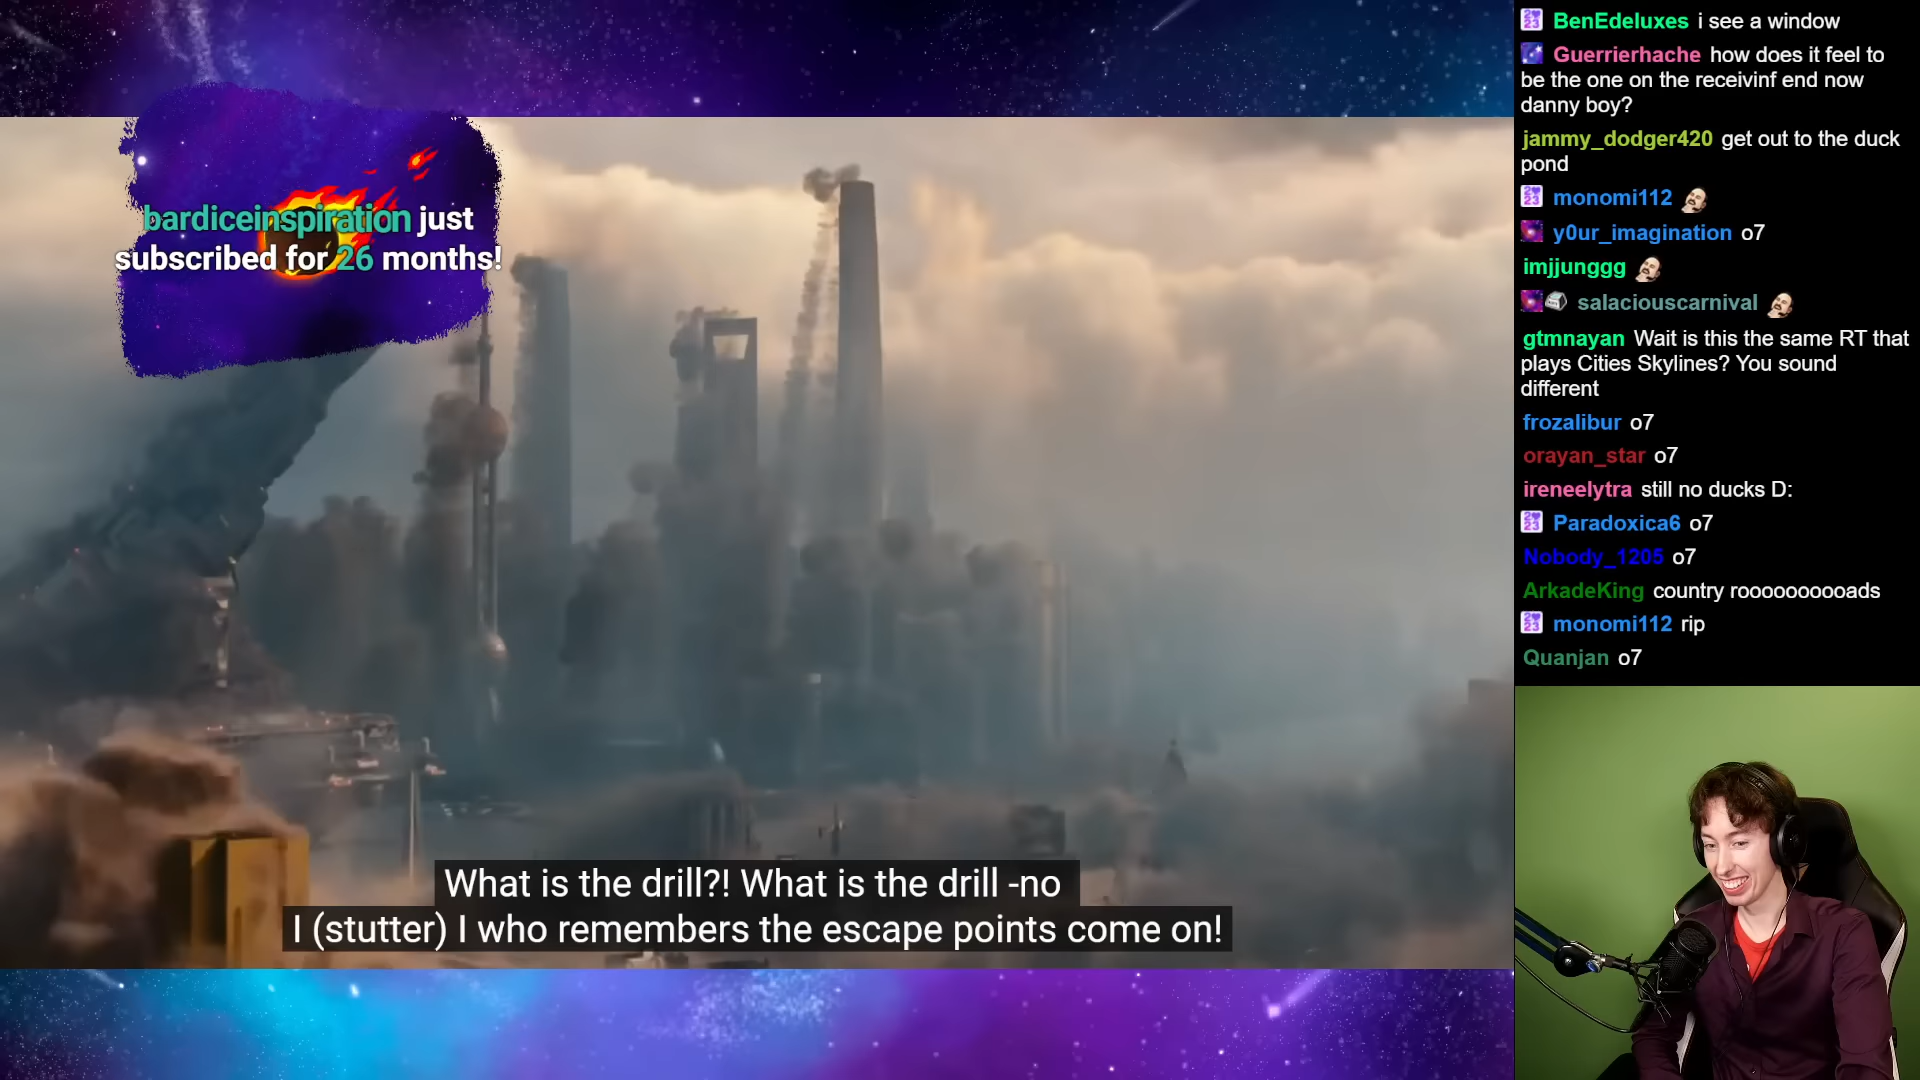 bardiceinspiration just
subscribed for 26 months!
What is the drill?! What is the drill -no
I (stutter) I who remembers the escape points come on!
BenEdeluxes i see a window
Guerrierhache how does it feel to
be the one on the receivinf end now
danny boy?
jammy_dodger420 get out to the duck
pond
monomi112
y0ur_imagination o7
imjjunggg
salaciouscarnival
gtmnayan Wait is this the same RT that
plays Cities Skylines? You sound
different
frozalibur o7
orayan_star o7
ireneelytra still no ducks D:
Paradoxica6 o7
Nobody_1205 o7
ArkadeKing country roooooooooads
monomi112 rip
Quanjan o7